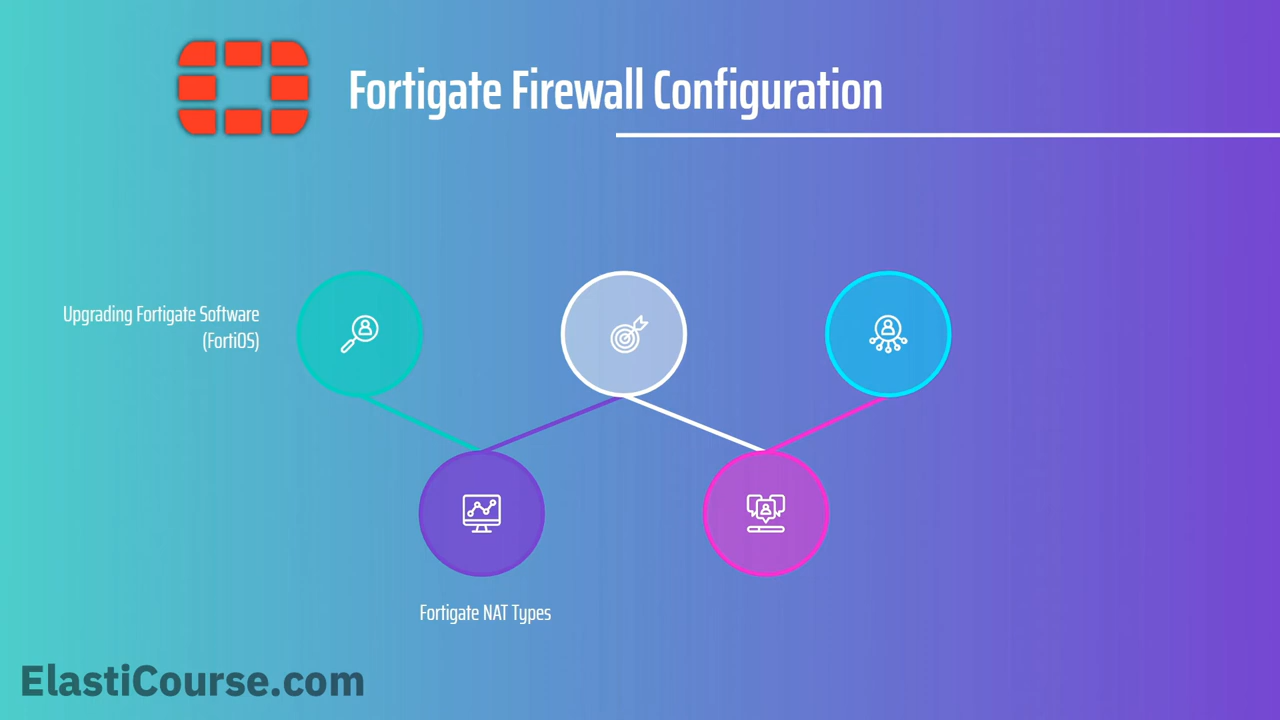 Fortigate Firewall Configuration
Upgrading Fortigate Software
(FortiOS)
Fortigate NAT Types
ElastiCourse.com